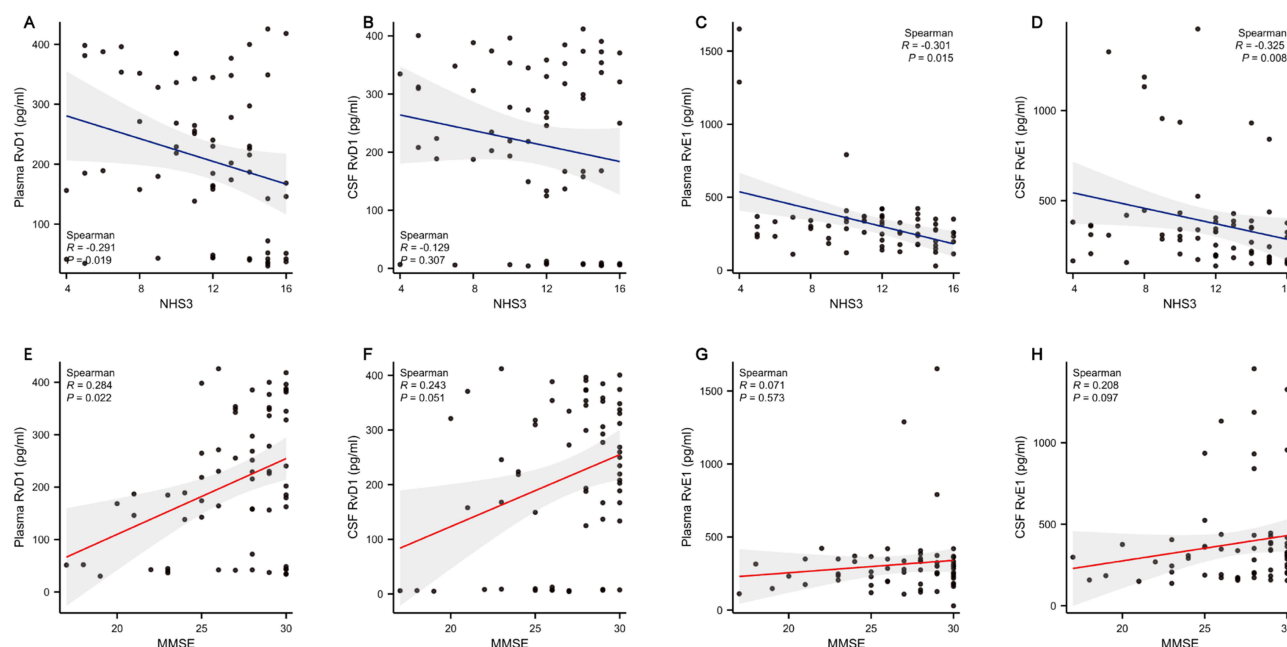 A
Plasma RvD1 (pg/ml)
400
300
200
100
Spearman
R = -0.291
P = 0.019
4
8
12
16
NHS3
B
CSF RvD1 (pg/ml)
400
300
200
100
0
Spearman
R = -0.129
P = 0.307
4
8
12
16
NHS3
C
Plasma RvE1 (pg/ml)
1500
1000
500
0
Spearman
R = -0.301
P = 0.015
4
8
12
16
NHS3
D
CSF RvE1 (pg/ml)
1000
500
Spearman
R = -0.325
P = 0.008
4
8
12
16
NHS3
E
Plasma RvD1 (pg/ml)
400
300
200
100
0
Spearman
R = 0.284
P = 0.022
20
25
30
MMSE
F
CSF RvD1 (pg/ml)
400
300
200
100
0
Spearman
R = 0.243
P = 0.051
20
25
30
MMSE
G
Plasma RvE1 (pg/ml)
1500
1000
500
0
Spearman
R = 0.071
P = 0.573
20
25
30
MMSE
H
CSF RvE1 (pg/ml)
1000
500
0
Spearman
R = 0.208
P = 0.097
20
25
30
MMSE